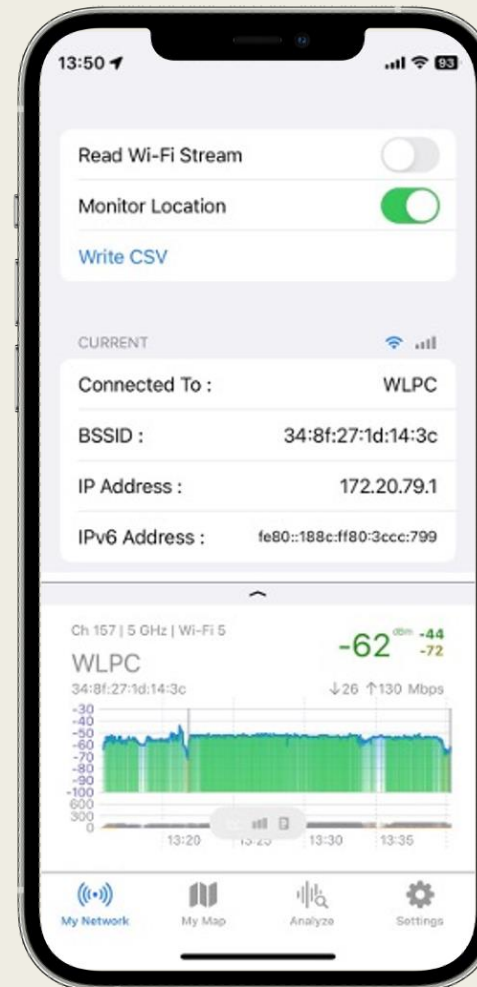 13:50 93
Read Wi-Fi Stream
Monitor Location
Write CSV
CURRENT
Connected To : WLPC
BSSID : 34:8f:27:1d:14:3c
IP Address : 172.20.79.1
IPv6 Address : fe80::188c:ff80:3ccc:799
Ch 157 | 5 GHz | Wi-Fi 5
-62 dBm -44
WLPC -72
34:8f:27:1d:14:3c ↓26 ↑130 Mbps
-30
-40
-50
-60
-70
-80
-90
-100
600
300
0
13:20 13:25 13:30 13:35
My Network My Map Analyze Settings